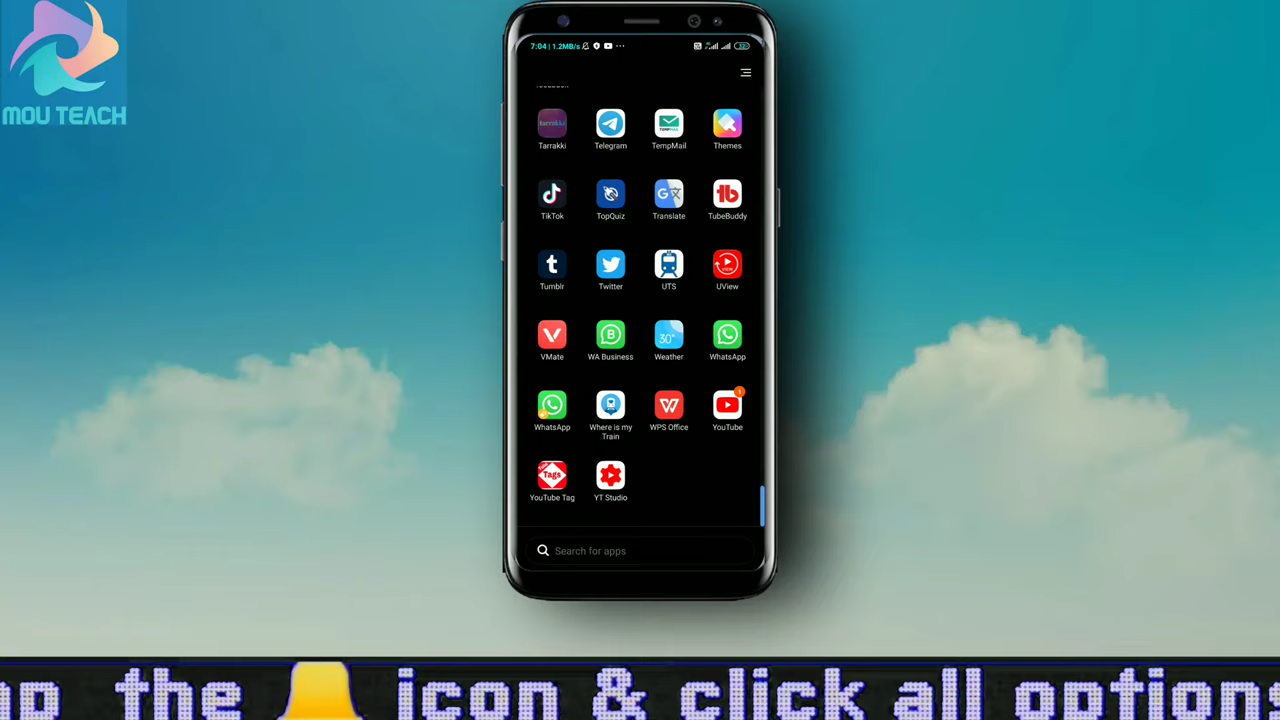 MOU TEACH
7:04 | 1.2MB/s
Tarrakki Telegram TempMail Themes
TikTok TopQuiz Translate TubeBuddy
Tumblr Twitter UTS UView
VMate WA Business Weather WhatsApp
WhatsApp Where is my Train WPS Office YouTube
YouTube Tag YT Studio
Search for apps
the 🔔 icon & click all options